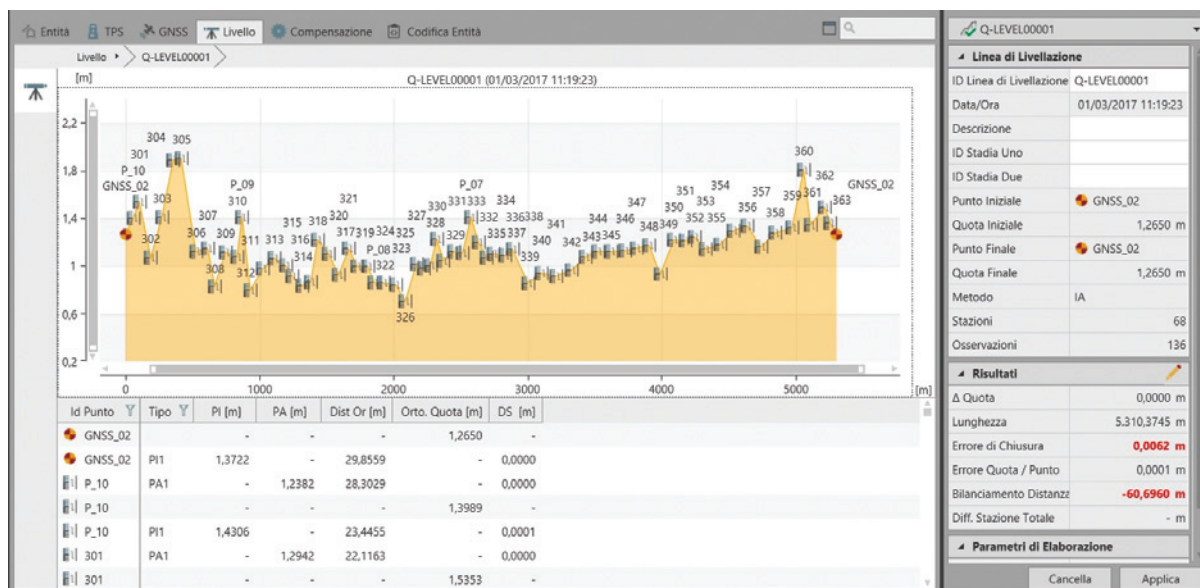 Entità TPS GNSS Livello Compensazione Codifica Entità
Livello Q-LEVEL00001
[m] Q-LEVEL00001 (01/03/2017 11:19:23)
2,2
304 305
301 360
1,8 P_10
GNSS_02 P_09 P_07 362 GNSS_02
303 310 321 330 331 333 334 351 354 357 359 361 363
1,4 306 307 315 318 320 327 328 332 336 338 341 344 346 347 350 352 353 356 358
302 309 311 313 316 317 319 324 325 329 335 337 340 342 343 345 348 349 355
1 308 312 314 P_08 322 323 339
0,6 326
0,2
0 1000 2000 3000 4000 5000 [m]
Id Punto Tipo PI [m] PA [m] Dist Or [m] Orto. Quota [m] DS [m]
GNSS_02 - - - 1,2650 -
GNSS_02 PI1 1,3722 - 29,8559 - 0,0000
P_10 PA1 - 1,2382 28,3029 - 0,0000
P_10 - - - 1,3989 -
P_10 PI1 1,4306 - 23,4455 - 0,0001
301 PA1 - 1,2942 22,1163 - 0,0000
301 - - - 1,5353 -
Q-LEVEL00001
Linea di Livellazione
ID Linea di Livellazione Q-LEVEL00001
Data/Ora 01/03/2017 11:19:23
Descrizione
ID Stadia Uno
ID Stadia Due
Punto Iniziale GNSS_02
Quota Iniziale 1,2650 m
Punto Finale GNSS_02
Quota Finale 1,2650 m
Metodo IA
Stazioni 68
Osservazioni 136
Risultati
Δ Quota 0,0000 m
Lunghezza 5.310,3745 m
Errore di Chiusura 0,0062 m
Errore Quota / Punto 0,0001 m
Bilanciamento Distanza -60,6960 m
Diff. Stazione Totale - m
Parametri di Elaborazione
Cancella Applica